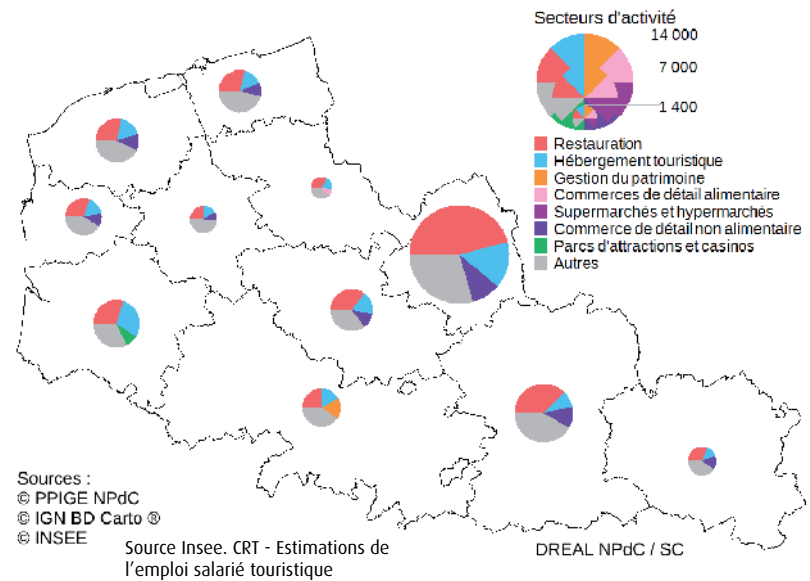 Secteurs d'activité
14 000
7 000
1 400
Restauration
Hébergement touristique
Gestion du patrimoine
Commerces de détail alimentaire
Supermarchés et hypermarchés
Commerce de détail non alimentaire
Parcs d'attractions et casinos
Autres
Sources :
© PPIGE NPdC
© IGN BD Carto ®
© INSEE
Source Insee. CRT - Estimations de
l'emploi salarié touristique
DREAL NPdC / SC